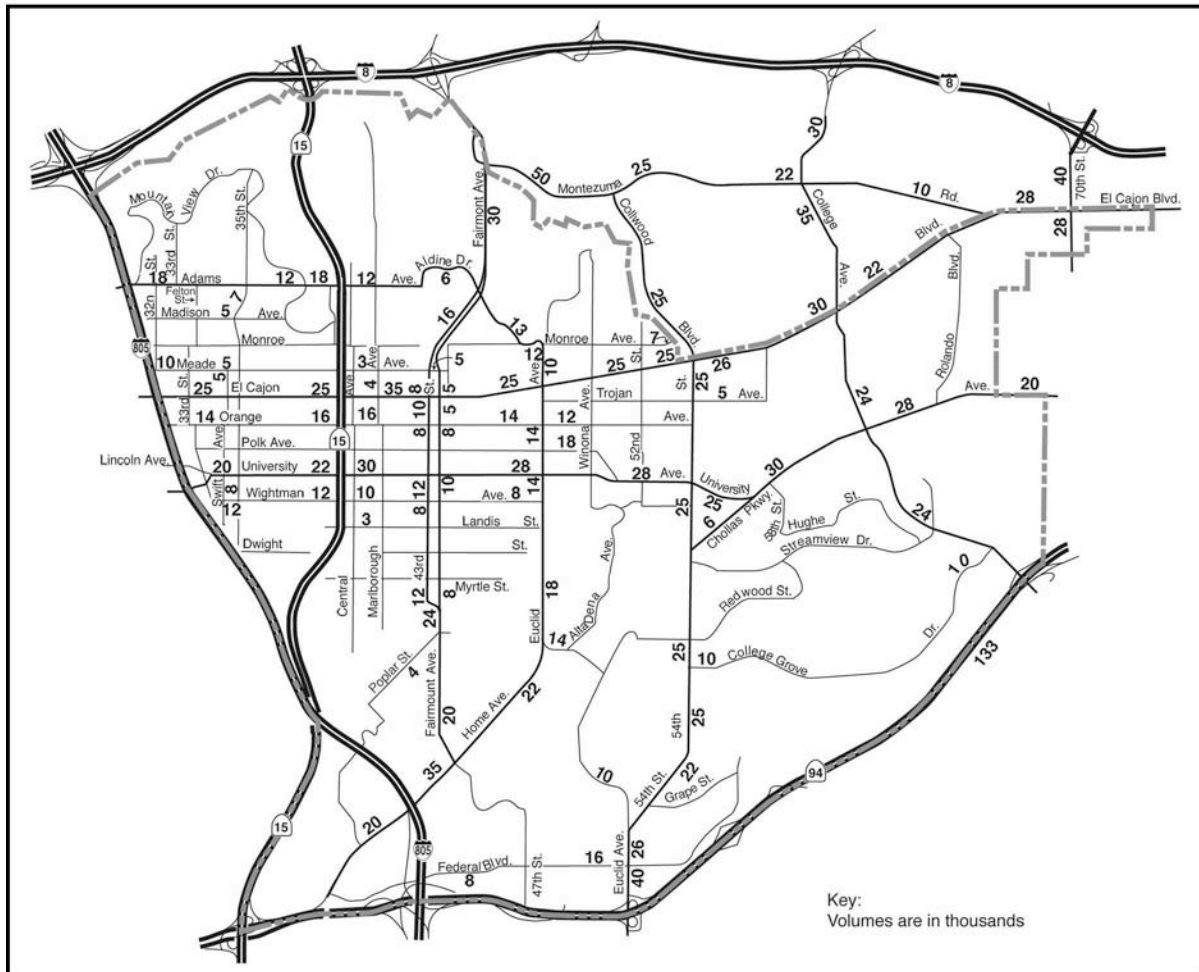 8
8
15
30
Fairmont Ave.
30
50
Montezuma
25
22
10
Rd.
40
70th St.
28
El Cajon Blvd.
28
Mountain
View Dr.
35th St.
33rd
St.
32n
St.
Collwood
25
Blvd.
College
35
Ave.
Blvd.
22
30
Aldine Dr.
6
18
Adams
12
18
12
Ave.
Felton
St.
7
Madison
5
Ave.
16
13
Monroe
5
12
Monroe
Ave.
7
25
26
805
10
Meade
5
3
Ave.
Ave.
10
25
St.
Rolando
Blvd.
33rd
St.
25
5
El Cajon
25
Ave.
4
35
8
St.
5
25
Ave.
Trojan
5
Ave.
25
St.
Ave.
20
14
Orange
16
16
10
5
14
12
Ave.
24
28
15
8
8
14
18
Polk Ave.
Winona
Ave.
52nd
Lincoln Ave.
20
University
22
30
28
28
Ave.
University
25
30
Swift
Ave.
8
12
Wightman
12
10
8
12
10
Ave.
8
14
25
6
Chollas Pkwy.
58th St.
Hughe
St.
24
3
Landis
St.
Streamview Dr.
Dwight
St.
Central
Marlborough
43rd
12
8
Myrtle St.
24
Euclid
18
Alta
Dena
Ave.
14
Redwood St.
10
Dr.
25
10
College Grove
133
Poplar St.
4
Fairmount Ave.
20
Home Ave.
22
35
54th
25
10
54th St.
22
Grape St.
94
15
20
805
Federal Blvd.
8
47th St.
16
Euclid Ave.
26
40
Key:
Volumes are in thousands